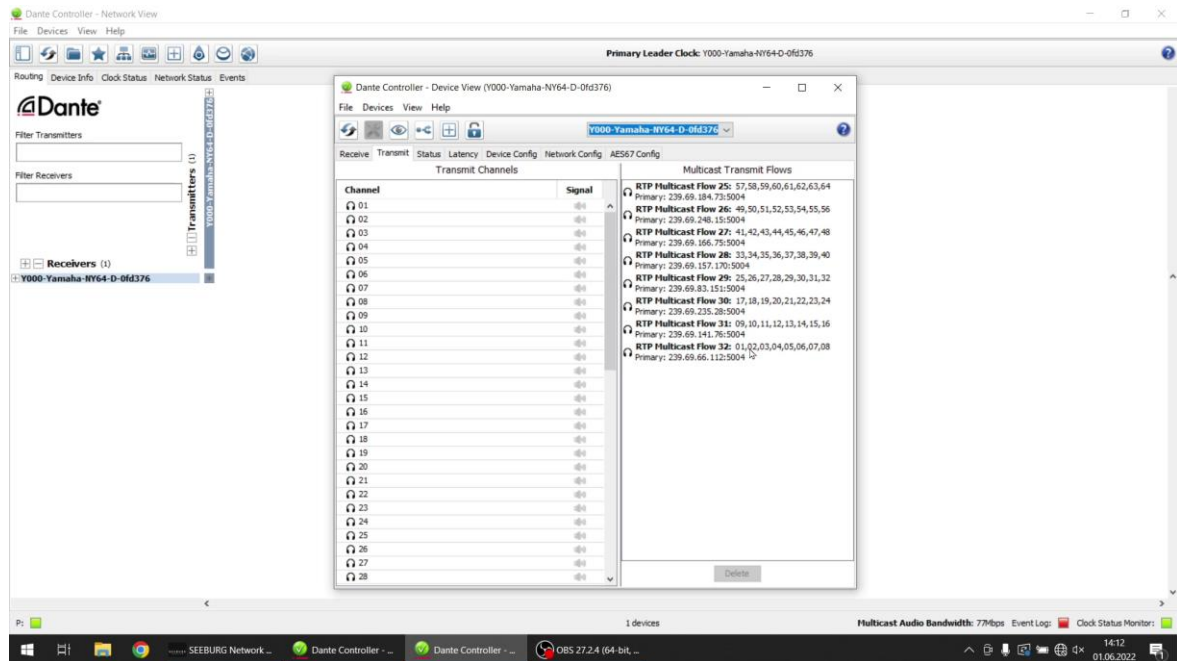 Dante Controller - Network View
File Devices View Help
Primary Leader Clock: Y000-Yamaha-NY64-D-0fd376
Routing Device Info Clock Status Network Status Events
Dante
Filter Transmitters
Filter Receivers
Transmitters (1)
Y000-Yamaha-NY64-D-0fd376
Receivers (1)
Y000-Yamaha-NY64-D-0fd376
Dante Controller - Device View (Y000-Yamaha-NY64-D-0fd376)
File Devices View Help
Y000-Yamaha-NY64-D-0fd376
Receive Transmit Status Latency Device Config Network Config AES67 Config
Transmit Channels
Channel Signal
01
02
03
04
05
06
07
08
09
10
11
12
13
14
15
16
17
18
19
20
21
22
23
24
25
26
27
28
Multicast Transmit Flows
RTP Multicast Flow 25: 57,58,59,60,61,62,63,64
Primary: 239.69.184.73:5004
RTP Multicast Flow 26: 49,50,51,52,53,54,55,56
Primary: 239.69.248.15:5004
RTP Multicast Flow 27: 41,42,43,44,45,46,47,48
Primary: 239.69.166.75:5004
RTP Multicast Flow 28: 33,34,35,36,37,38,39,40
Primary: 239.69.157.170:5004
RTP Multicast Flow 29: 25,26,27,28,29,30,31,32
Primary: 239.69.83.151:5004
RTP Multicast Flow 30: 17,18,19,20,21,22,23,24
Primary: 239.69.235.28:5004
RTP Multicast Flow 31: 09,10,11,12,13,14,15,16
Primary: 239.69.141.76:5004
RTP Multicast Flow 32: 01,02,03,04,05,06,07,08
Primary: 239.69.66.112:5004
Delete
P:
1 devices
Multicast Audio Bandwidth: 77Mbps Event Log: Clock Status Monitor:
SEEBURG Network ...
Dante Controller - ...
Dante Controller - ...
OBS 27.2.4 (64-bit, ...
14:12
01.06.2022